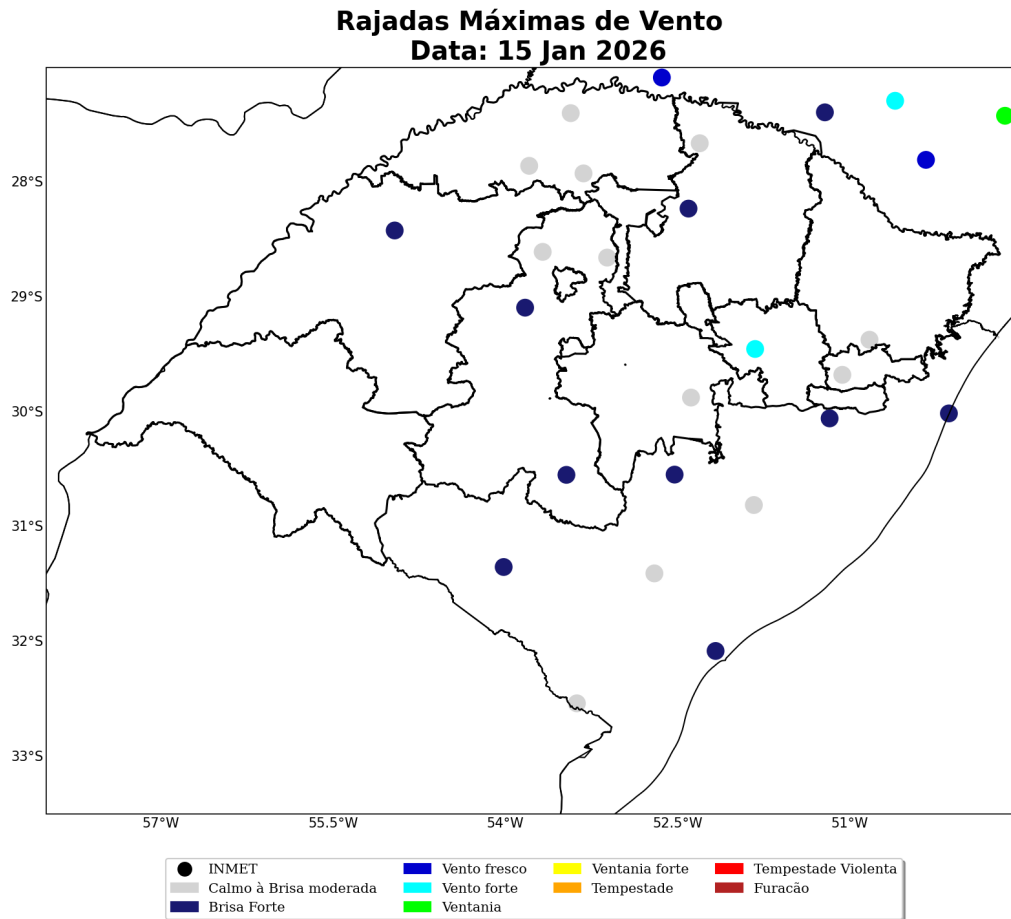 Rajadas Máximas de Vento
Data: 15 Jan 2026
28°S
29°S
30°S
31°S
32°S
33°S
57°W
55.5°W
54°W
52.5°W
51°W
INMET
Calmo à Brisa moderada
Brisa Forte
Vento fresco
Vento forte
Ventania
Ventania forte
Tempestade
Tempestade Violenta
Furacão